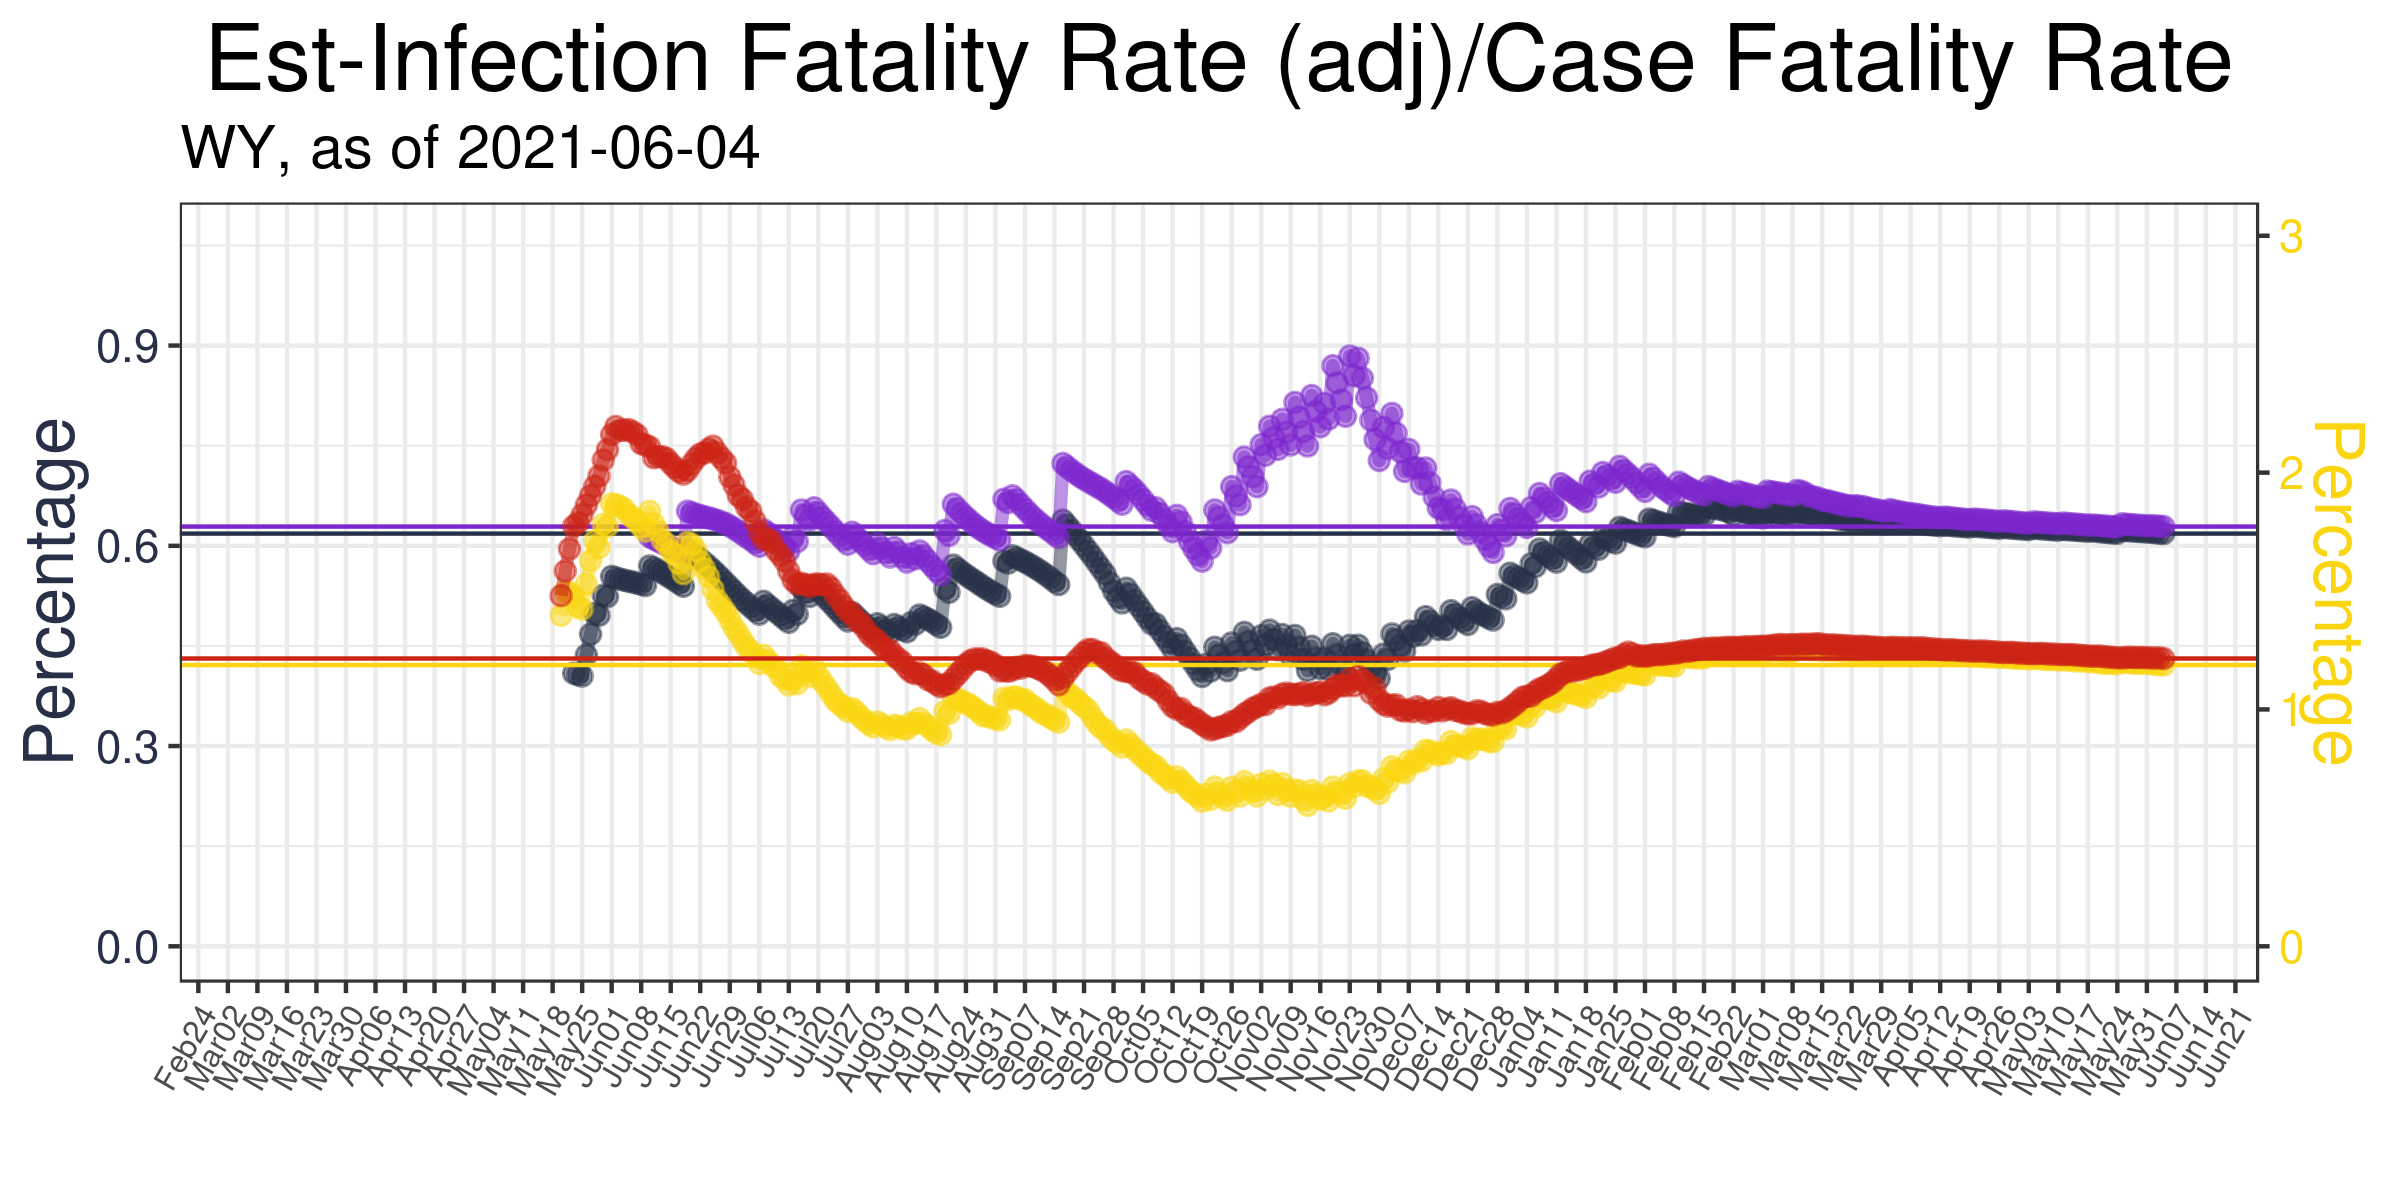 Est-Infection Fatality Rate (adj)/Case Fatality Rate
WY, as of 2021-06-04
Percentage
0.9
0.6
0.3
0.0
3
2
1
0
Percentage
Feb24
Mar02
Mar09
Mar16
Mar23
Mar30
Apr06
Apr13
Apr20
Apr27
May04
May11
May18
May25
Jun01
Jun08
Jun15
Jun22
Jun29
Jul06
Jul13
Jul20
Jul27
Aug03
Aug10
Aug17
Aug24
Aug31
Sep07
Sep14
Sep21
Sep28
Oct05
Oct12
Oct19
Oct26
Nov02
Nov09
Nov16
Nov23
Nov30
Dec07
Dec14
Dec21
Dec28
Jan04
Jan11
Jan18
Jan25
Feb01
Feb08
Feb15
Feb22
Mar01
Mar08
Mar15
Mar22
Mar29
Apr05
Apr12
Apr19
Apr26
May03
May10
May17
May24
May31
Jun07
Jun14
Jun21